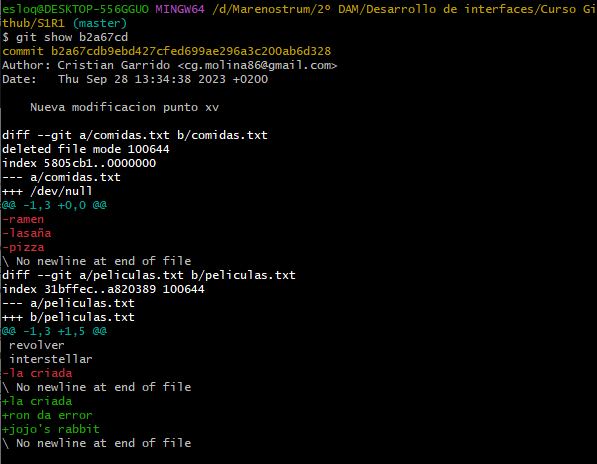 esloq@DESKTOP-556GGUO MINGW64 /d/Marenostrum/2º DAM/Desarrollo de interfaces/Curso Gi
thub/S1R1 (master)
$ git show b2a67cd
commit b2a67cdb9ebd427cfed699ae296a3c200ab6d328
Author: Cristian Garrido <cg.molina86@gmail.com>
Date:   Thu Sep 28 13:34:38 2023 +0200

    Nueva modificacion punto xv

diff --git a/comidas.txt b/comidas.txt
deleted file mode 100644
index 5805cb1..0000000
--- a/comidas.txt
+++ /dev/null
@@ -1,3 +0,0 @@
-ramen
-lasaña
-pizza
\ No newline at end of file
diff --git a/peliculas.txt b/peliculas.txt
index 31bffec..a820389 100644
--- a/peliculas.txt
+++ b/peliculas.txt
@@ -1,3 +1,5 @@
 revolver
 interstellar
-la criada
\ No newline at end of file
+la criada
+ron da error
+jojo's rabbit
\ No newline at end of file